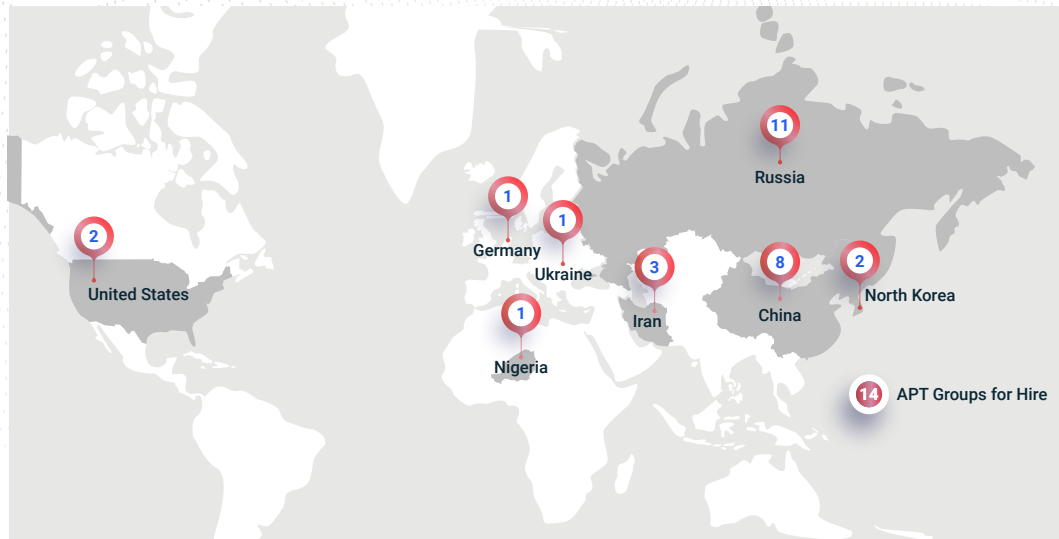 11
Russia
1
Germany
1
Ukraine
2
United States
3
Iran
8
China
2
North Korea
1
Nigeria
14 APT Groups for Hire